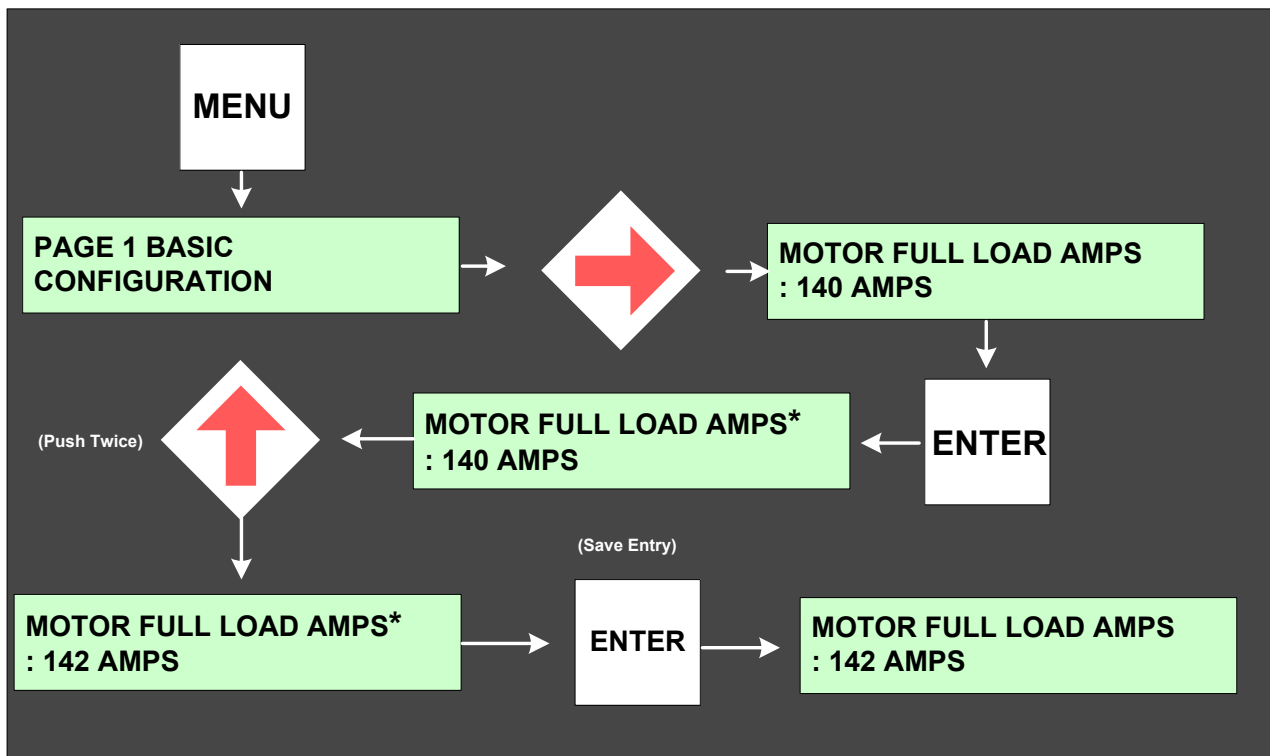 MENU
PAGE 1 BASIC
CONFIGURATION
MOTOR FULL LOAD AMPS
: 140 AMPS
ENTER
MOTOR FULL LOAD AMPS*
: 140 AMPS
(Push Twice)
MOTOR FULL LOAD AMPS*
: 142 AMPS
(Save Entry)
ENTER
MOTOR FULL LOAD AMPS
: 142 AMPS